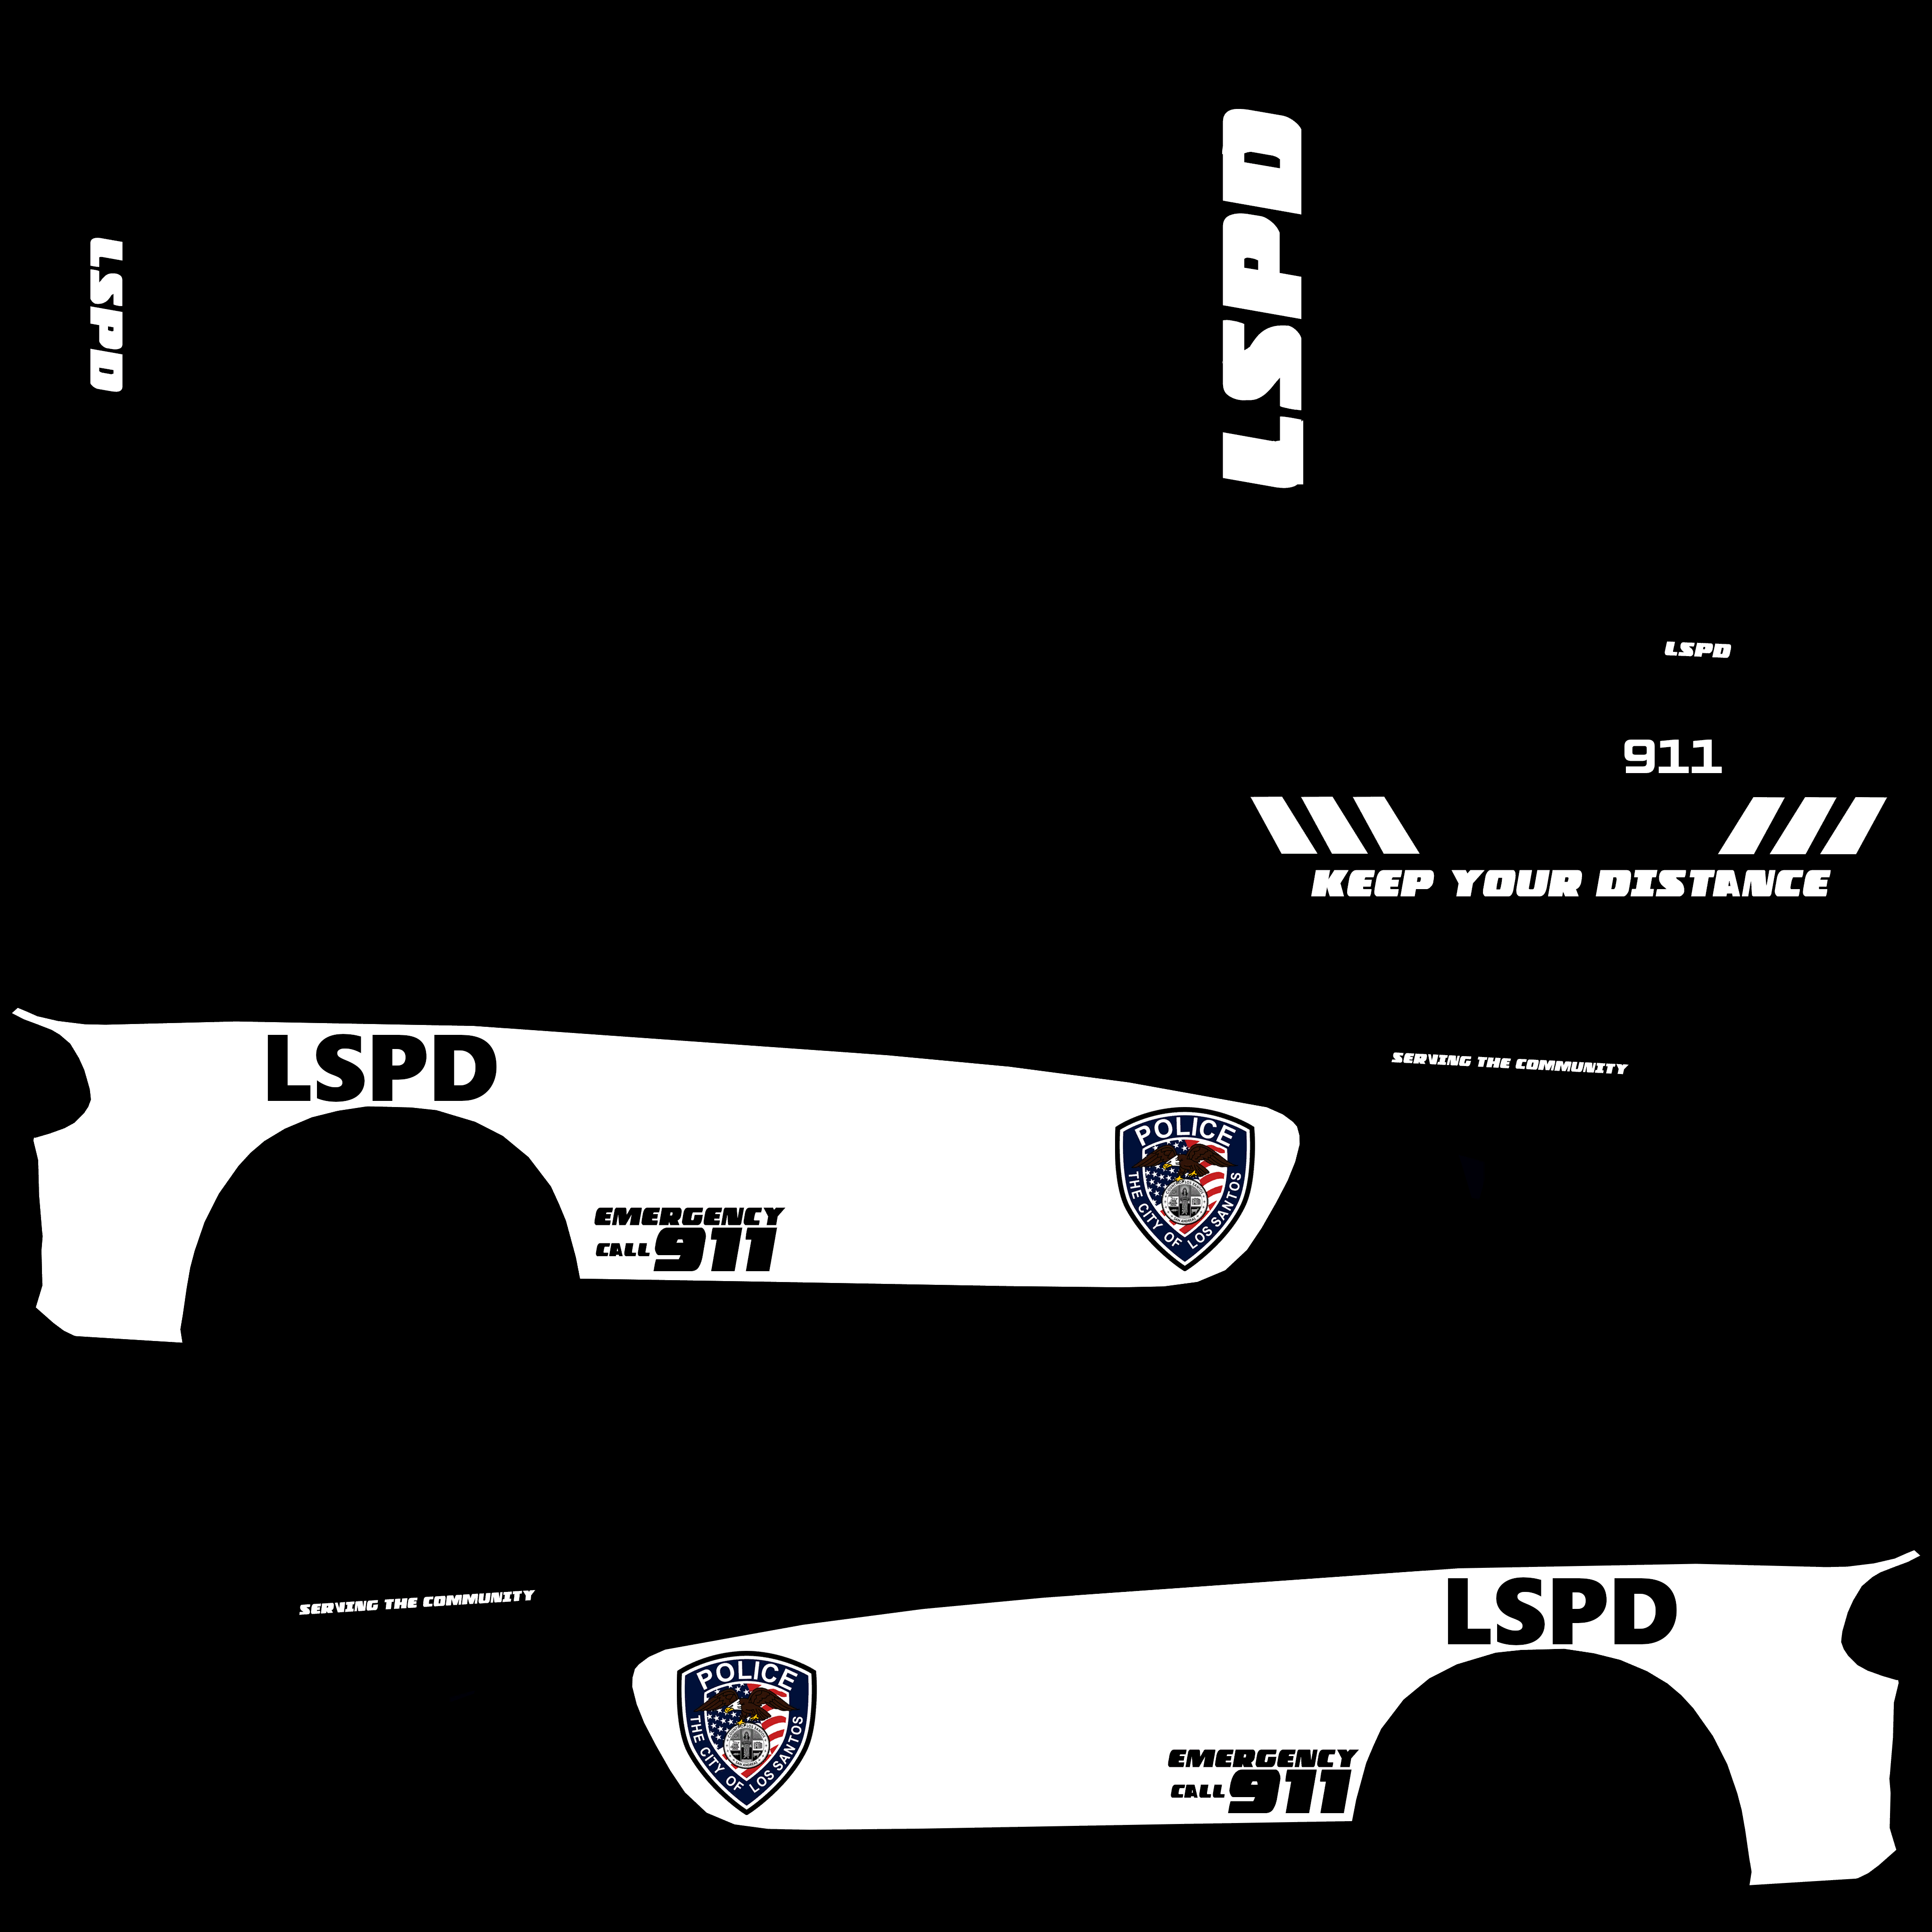 LSPD
LSPD
LSPD
911
KEEP YOUR DISTANCE
LSPD
SERVING THE COMMUNITY
POLICE
THE CITY OF LOS SANTOS
EMERGENCY
CALL 911
SERVING THE COMMUNITY
LSPD
POLICE
THE CITY OF LOS SANTOS
EMERGENCY
CALL 911